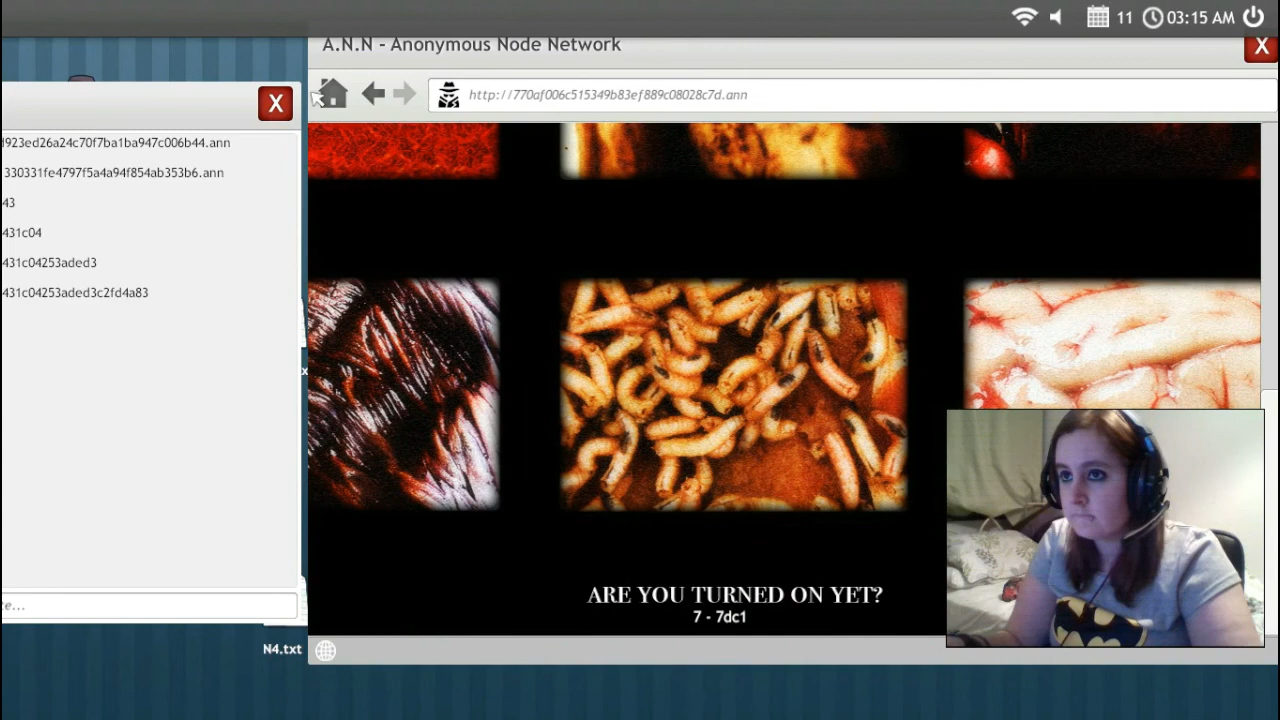 11 03:15 AM
A.N.N - Anonymous Node Network
X
X
http://770af006c515349b83ef889c08028c7d.ann
d923ed26a24c70f7ba1ba947c006b44.ann
330331fe4797f5a4a94f854ab353b6.ann
43
431c04
431c04253aded3
431c04253aded3c2fd4a83
x
ARE YOU TURNED ON YET?
7 - 7dc1
N4.txt